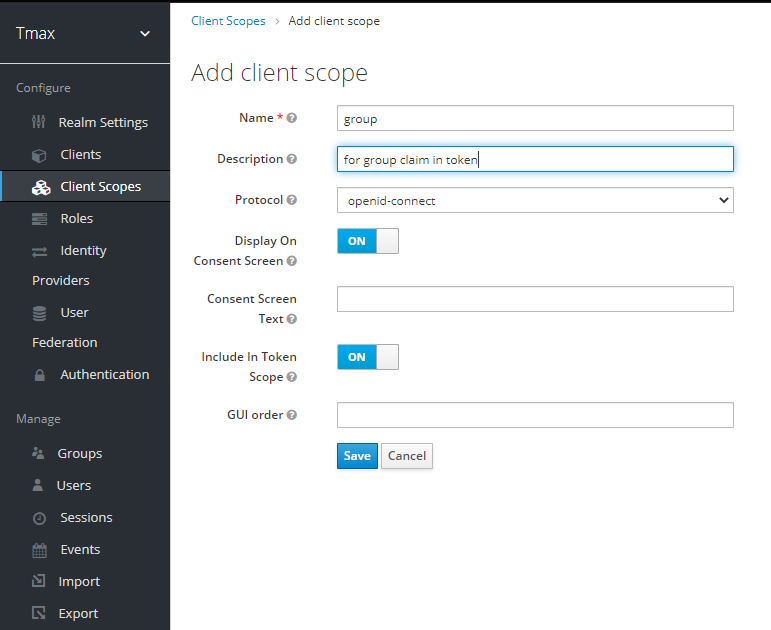 Tmax
Configure
Realm Settings
Clients
Client Scopes
Roles
Identity
Providers
User
Federation
Authentication
Manage
Groups
Users
Sessions
Events
Import
Export
Client Scopes › Add client scope
Add client scope
Name * group
Description for group claim in token
Protocol openid-connect
Display On
Consent Screen ON
Consent Screen
Text
Include In Token
Scope ON
GUI order
Save Cancel